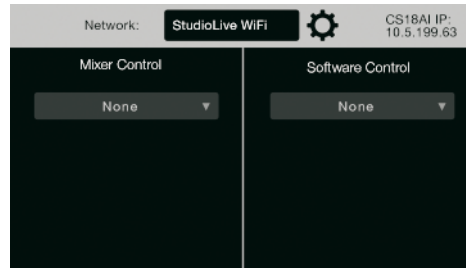 Network: StudioLive WiFi CS18AI IP:
10.5.199.63
Mixer Control Software Control
None None